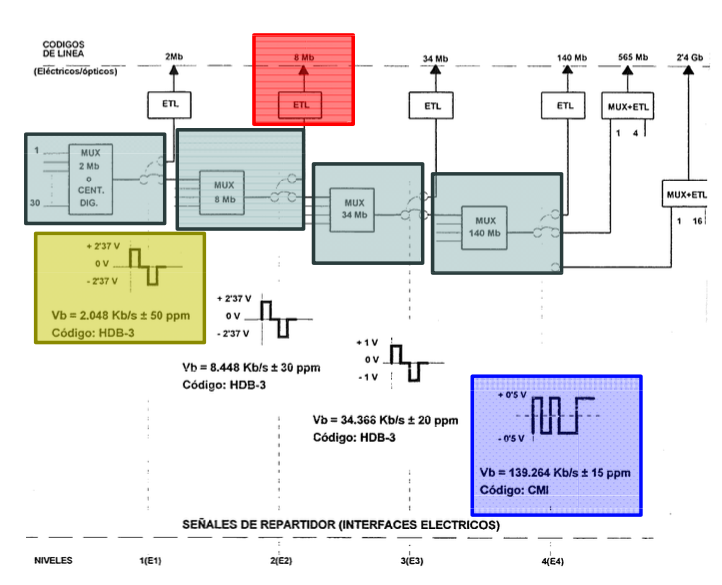 CODIGOS
DE LINEA
(Eléctricos/ópticos)
2Mb
8 Mb
34 Mb
140 Mb
565 Mb
2'4 Gb
ETL
ETL
ETL
ETL
MUX+ETL
1 4
1
30
MUX
2 Mb
o
CENT.
DIG.
MUX
8 Mb
MUX
34 Mb
MUX
140 Mb
MUX+ETL
1 16
+ 2'37 V
0 V
- 2'37 V
Vb = 2.048 Kb/s ± 50 ppm
Código: HDB-3
+ 2'37 V
0 V
- 2'37 V
Vb = 8.448 Kb/s ± 30 ppm
Código: HDB-3
+ 1 V
0 V
- 1 V
Vb = 34.366 Kb/s ± 20 ppm
Código: HDB-3
+ 0'5 V
- 0'5 V
Vb = 139.264 Kb/s ± 15 ppm
Código: CMI
SEÑALES DE REPARTIDOR (INTERFACES ELECTRICOS)
NIVELES 1(E1) 2(E2) 3(E3) 4(E4)